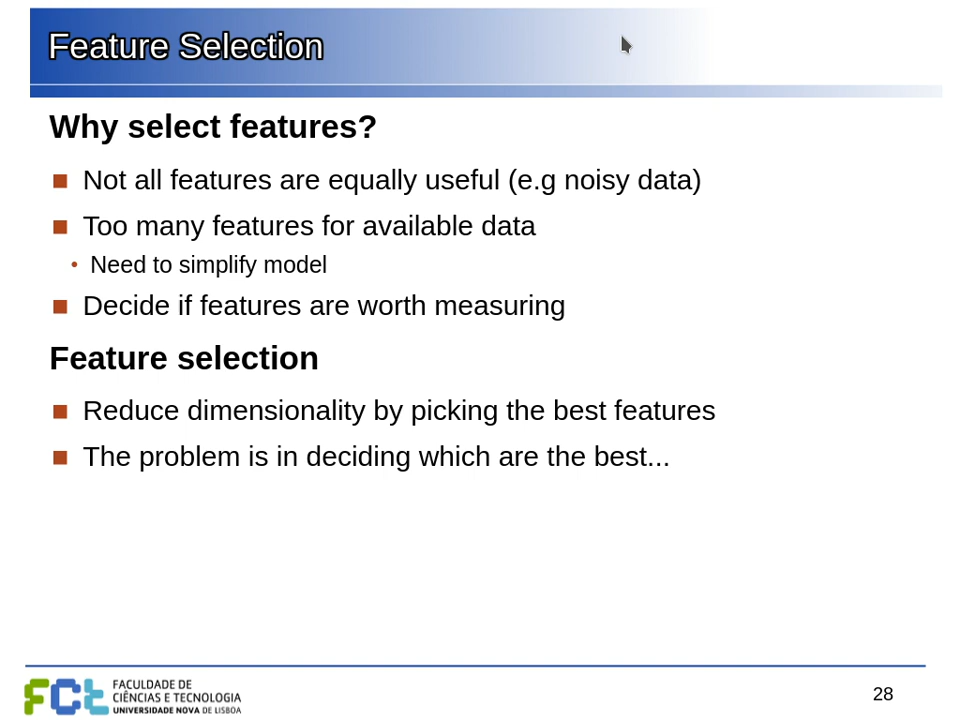 Feature Selection
Why select features?
Not all features are equally useful (e.g noisy data)
Too many features for available data
Need to simplify model
Decide if features are worth measuring
Feature selection
Reduce dimensionality by picking the best features
The problem is in deciding which are the best...
FCt
FACULDADE DE
CIÊNCIAS E TECNOLOGIA
UNIVERSIDADE NOVA DE LISBOA
28